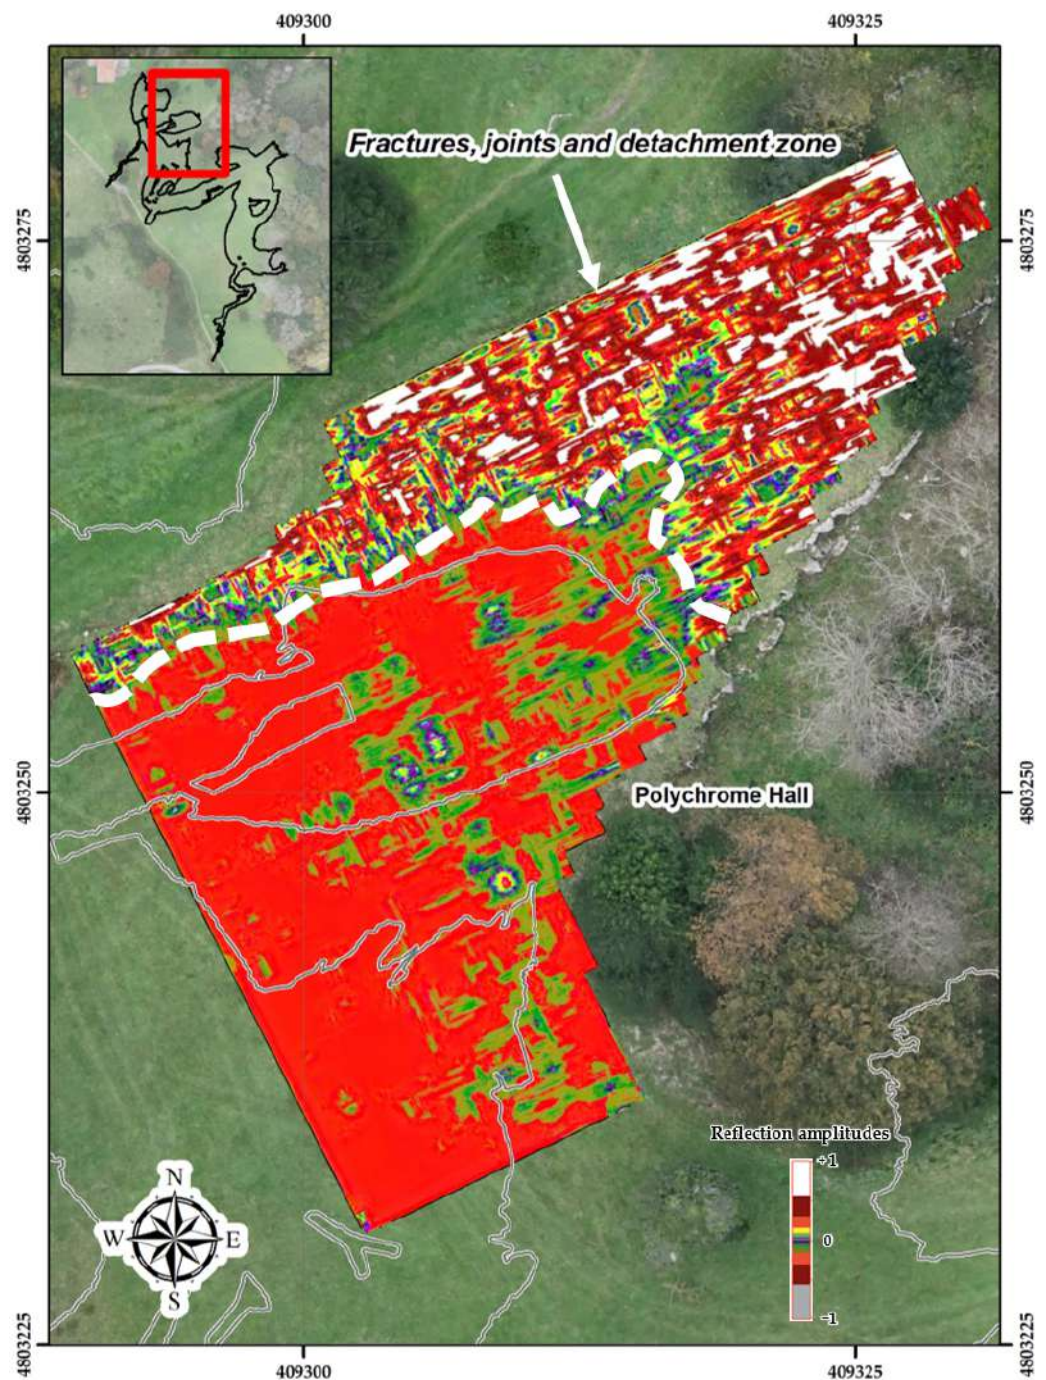 409300
409325
Fractures, joints and detachment zone
4803275
4803275
4803250
4803250
Polychrome Hall
Reflection amplitudes
+1
0
-1
N
W
E
S
4803225
4803225
409300
409325